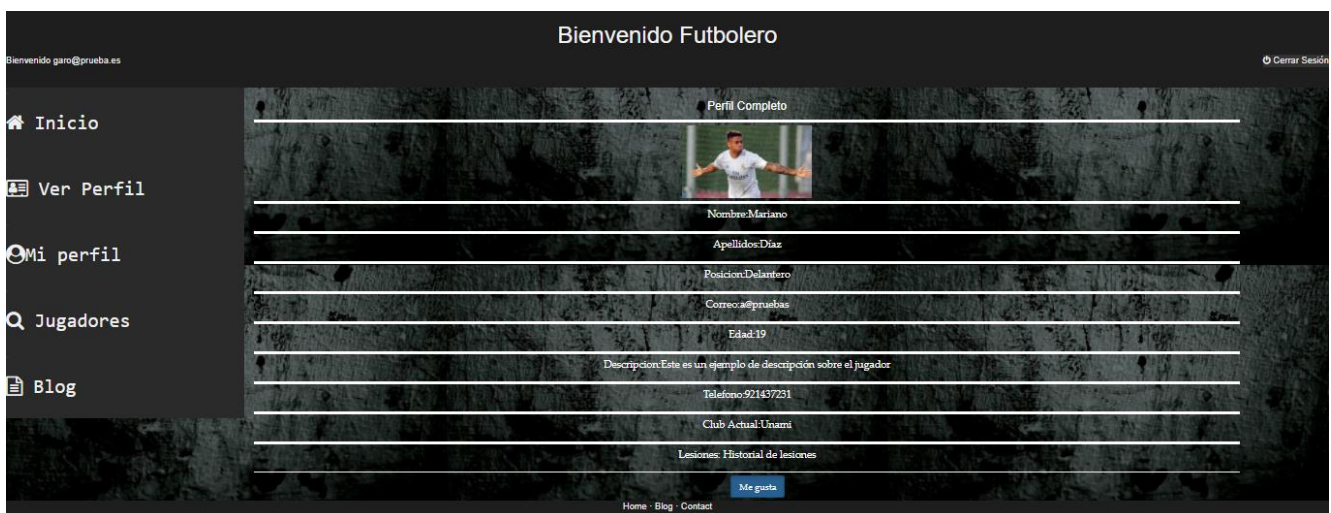 Bienvenido Futbolero
Bienvenido garo@prueba.es
Cerrar Sesión
Inicio
Ver Perfil
Mi perfil
Jugadores
Blog
Perfil Completo
Nombre:Mariano
Apellidos:Díaz
Posicion:Delantero
Correo:a@pruebas
Edad:19
Descripcion:Este es un ejemplo de descripción sobre el jugador
Telefono:921437231
Club Actual:Unami
Lesiones: Historial de lesiones
Me gusta
Home · Blog · Contact